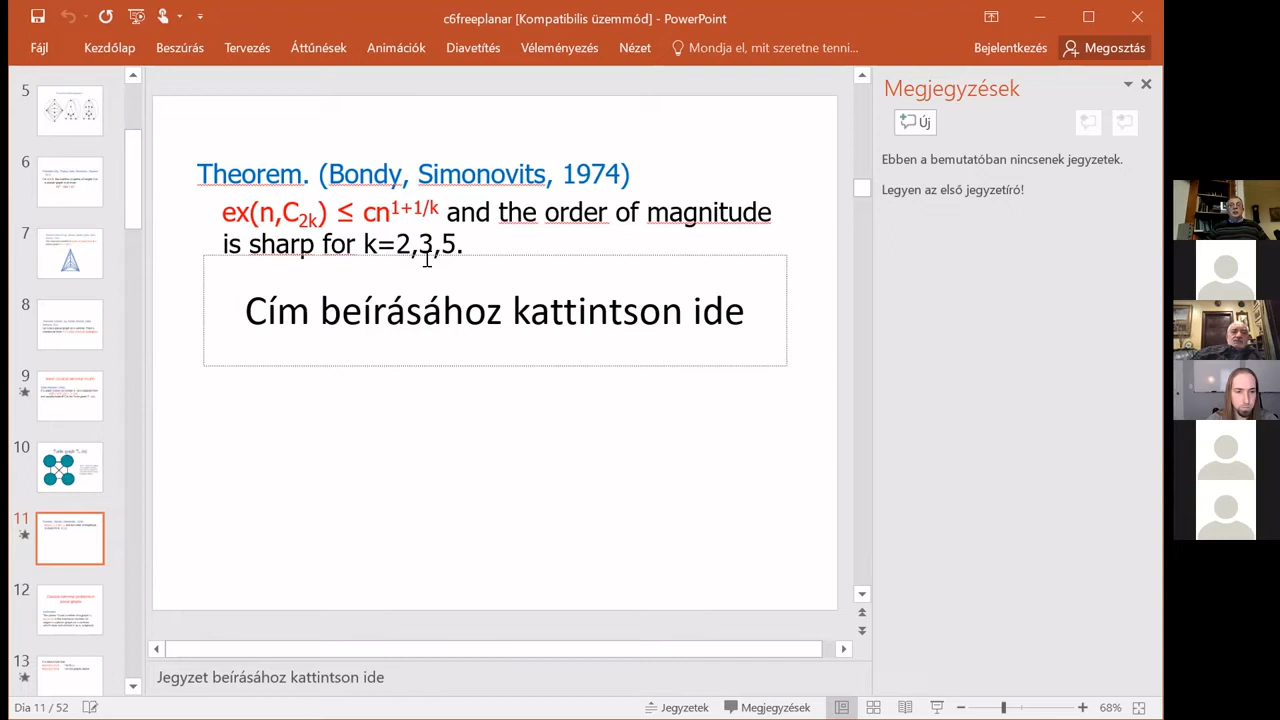 c6freeplanar [Kompatibilis üzemmód] - PowerPoint
Fájl Kezdőlap Beszúrás Tervezés Áttűnések Animációk Diavetítés Véleményezés Nézet Mondja el, mit szeretne tenni... Bejelentkezés Megosztás
5
6
7
8
9
10
11
12
13
Theorem. (Bondy, Simonovits, 1974)
ex(n,C2k) ≤ cn1+1/k and the order of magnitude
is sharp for k=2,3,5.
Cím beírásához kattintson ide
Megjegyzések
Új
Ebben a bemutatóban nincsenek jegyzetek.
Legyen az első jegyzetíró!
Jegyzet beírásához kattintson ide
Dia 11 / 52 Jegyzetek Megjegyzések 68%